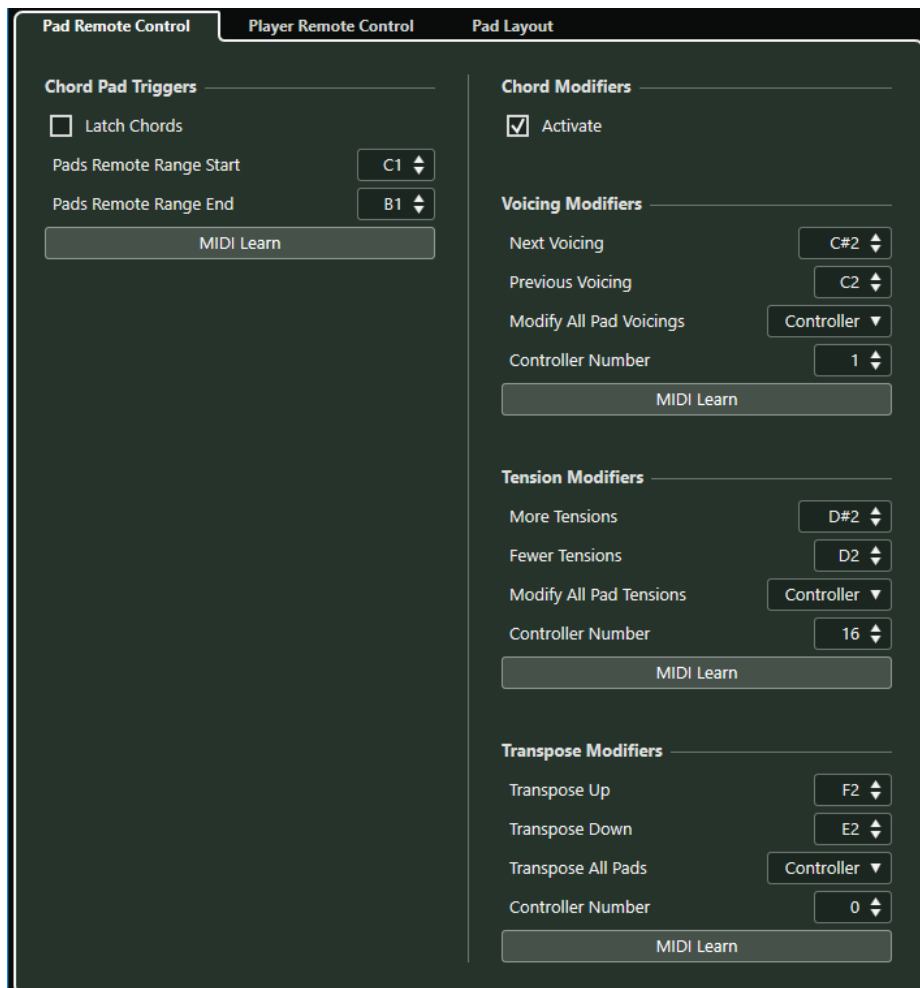 Pad Remote Control Player Remote Control Pad Layout
Chord Pad Triggers
Latch Chords
Pads Remote Range Start C1
Pads Remote Range End B1
MIDI Learn
Chord Modifiers
Activate
Voicing Modifiers
Next Voicing C#2
Previous Voicing C2
Modify All Pad Voicings Controller
Controller Number 1
MIDI Learn
Tension Modifiers
More Tensions D#2
Fewer Tensions D2
Modify All Pad Tensions Controller
Controller Number 16
MIDI Learn
Transpose Modifiers
Transpose Up F2
Transpose Down E2
Transpose All Pads Controller
Controller Number 0
MIDI Learn